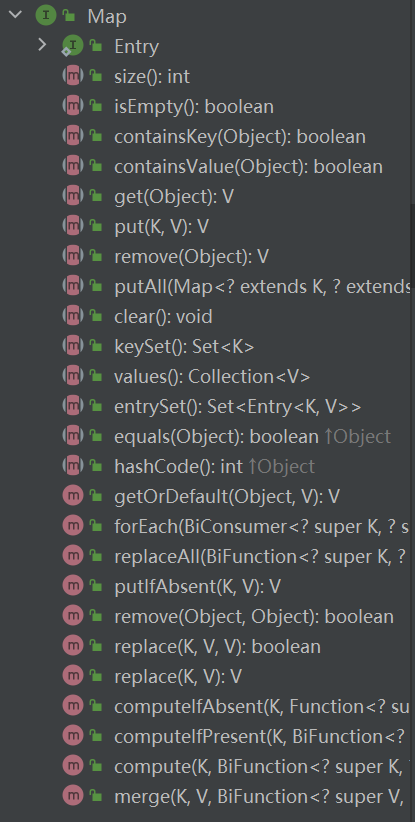 Map
Entry
size(): int
isEmpty(): boolean
containsKey(Object): boolean
containsValue(Object): boolean
get(Object): V
put(K, V): V
remove(Object): V
putAll(Map<? extends K, ? extends
clear(): void
keySet(): Set<K>
values(): Collection<V>
entrySet(): Set<Entry<K, V>>
equals(Object): boolean ↑Object
hashCode(): int ↑Object
getOrDefault(Object, V): V
forEach(BiConsumer<? super K, ? s
replaceAll(BiFunction<? super K, ?
putIfAbsent(K, V): V
remove(Object, Object): boolean
replace(K, V, V): boolean
replace(K, V): V
computeIfAbsent(K, Function<? su
computeIfPresent(K, BiFunction<?
compute(K, BiFunction<? super K,
merge(K, V, BiFunction<? super V,